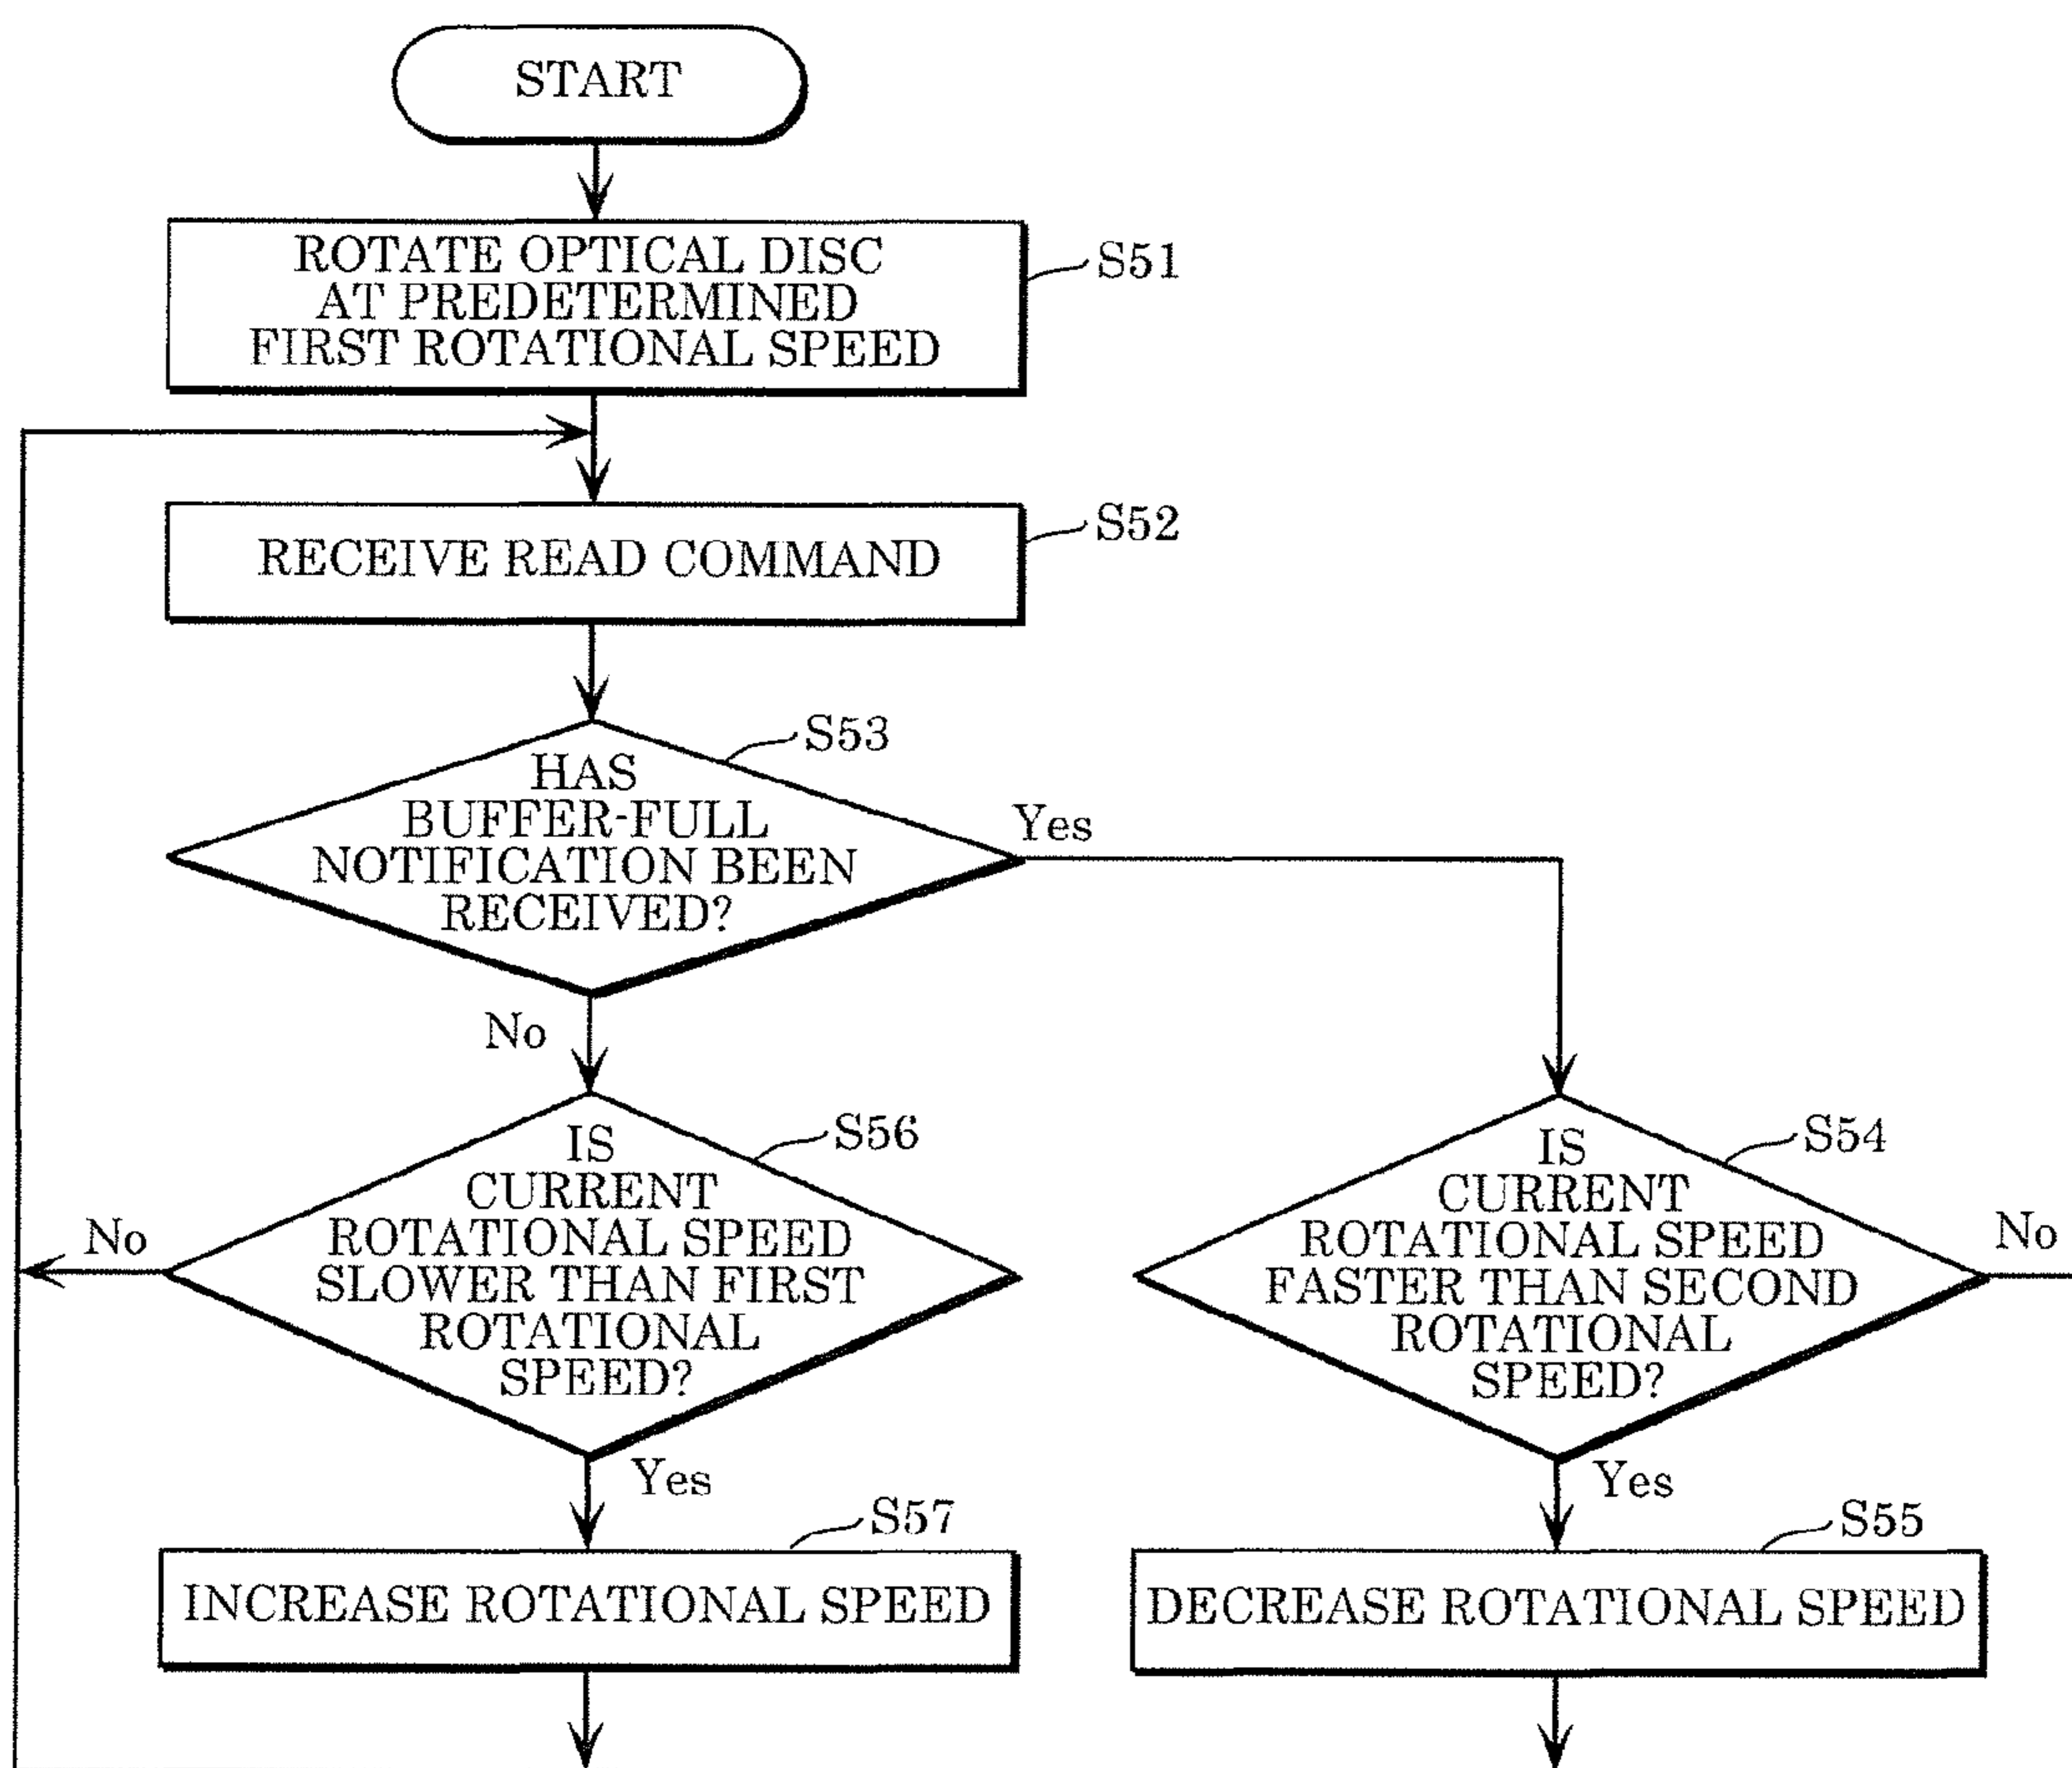 START
ROTATE OPTICAL DISC
AT PREDETERMINED
FIRST ROTATIONAL SPEED
S51
RECEIVE READ COMMAND
S52
S53
HAS
BUFFER-FULL
NOTIFICATION BEEN
RECEIVED?
Yes
No
S56
IS
CURRENT
ROTATIONAL SPEED
SLOWER THAN FIRST
ROTATIONAL
SPEED?
No
Yes
S54
IS
CURRENT
ROTATIONAL SPEED
FASTER THAN SECOND
ROTATIONAL
SPEED?
No
Yes
S57
INCREASE ROTATIONAL SPEED
S55
DECREASE ROTATIONAL SPEED